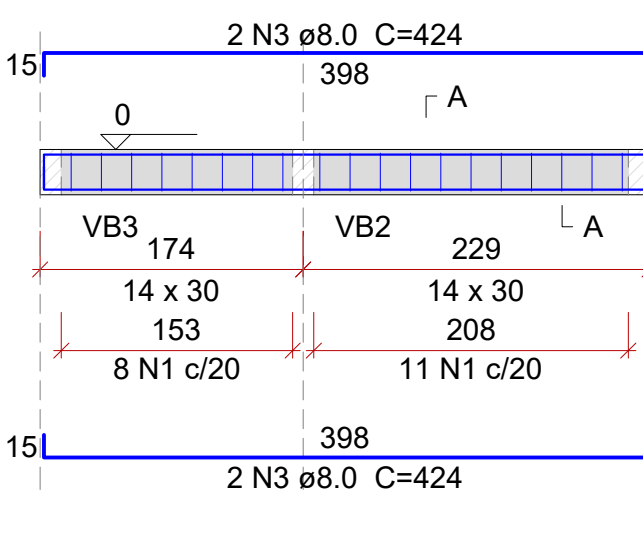 2 N3 ø8.0  C=424
15
398
A
0
VB3
VB2
A
174
229
14 x 30
14 x 30
153
208
8 N1 c/20
11 N1 c/20
15
398
2 N3 ø8.0  C=424